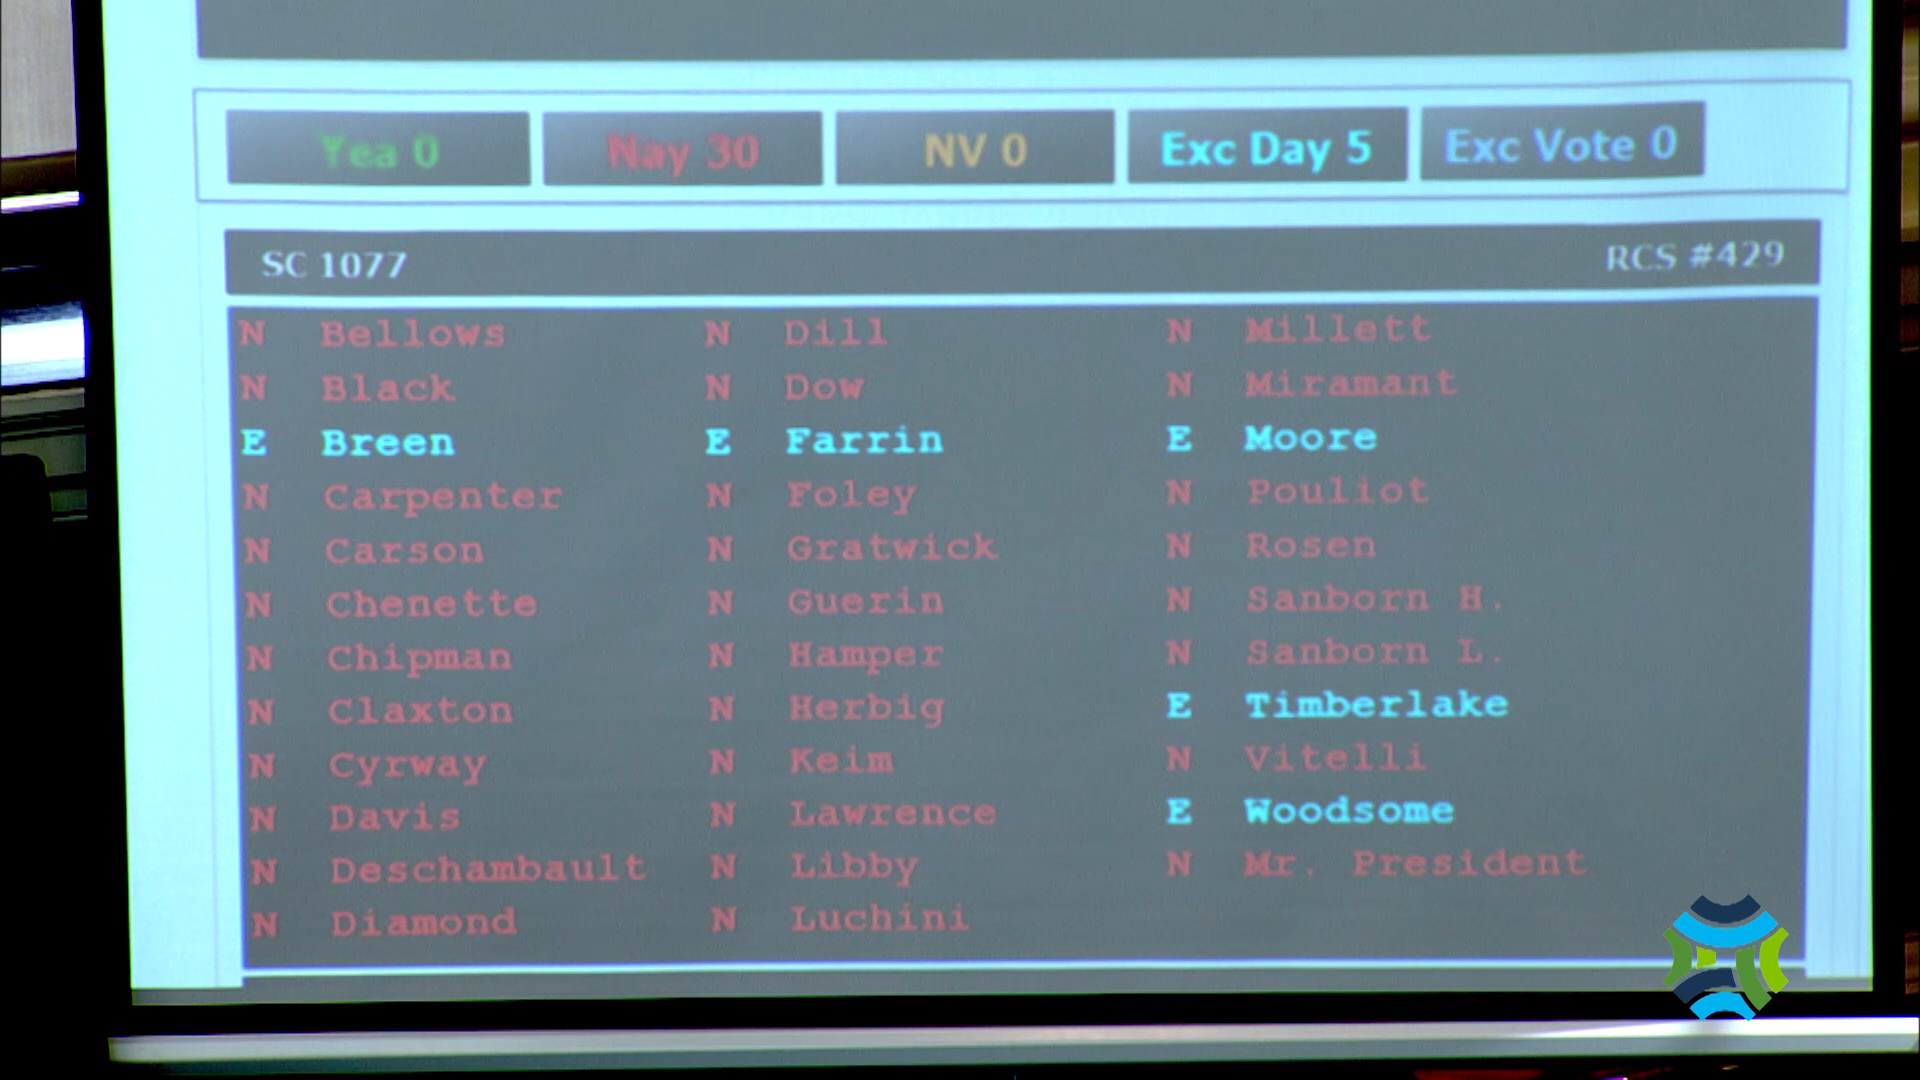 Yea 0 Nay 30 NV 0 Exc Day 5 Exc Vote 0
SC 1077 RCS #429
N Bellows N Dill N Millett
N Black N Dow N Miramant
E Breen E Farrin E Moore
N Carpenter N Foley N Pouliot
N Carson N Gratwick N Rosen
N Chenette N Guerin N Sanborn H.
N Chipman N Hamper N Sanborn L.
N Claxton N Herbig E Timberlake
N Cyrway N Keim N Vitelli
N Davis N Lawrence E Woodsome
N Deschambault N Libby N Mr. President
N Diamond N Luchini